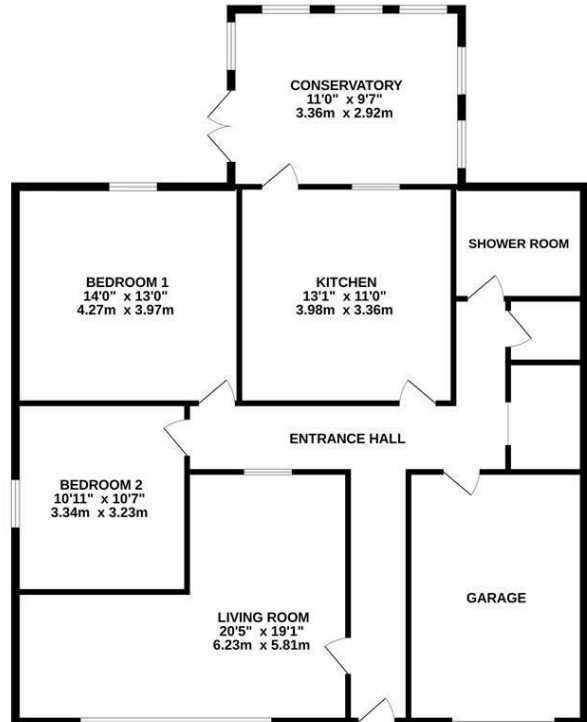 CONSERVATORY
11'0" x 9'7"
3.36m x 2.92m
SHOWER ROOM
BEDROOM 1
14'0" x 13'0"
4.27m x 3.97m
KITCHEN
13'1" x 11'0"
3.98m x 3.36m
ENTRANCE HALL
BEDROOM 2
10'11" x 10'7"
3.34m x 3.23m
GARAGE
LIVING ROOM
20'5" x 19'1"
6.23m x 5.81m